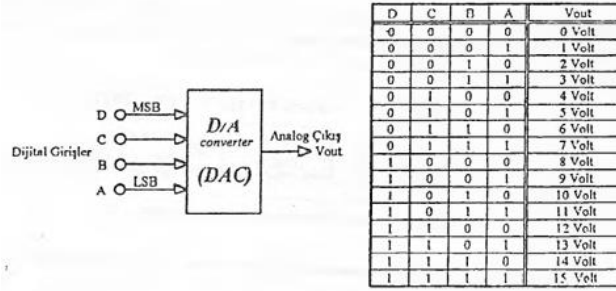 D MSB
C
B
A LSB
Dijital Girişler
D/A
converter
(DAC)
Analog Çıkış
Vout
D C B A Vout
0 0 0 0 0 Volt
0 0 0 1 1 Volt
0 0 1 0 2 Volt
0 0 1 1 3 Volt
0 1 0 0 4 Volt
0 1 0 1 5 Volt
0 1 1 0 6 Volt
0 1 1 1 7 Volt
1 0 0 0 8 Volt
1 0 0 1 9 Volt
1 0 1 0 10 Volt
1 0 1 1 11 Volt
1 1 0 0 12 Volt
1 1 0 1 13 Volt
1 1 1 0 14 Volt
1 1 1 1 15 Volt